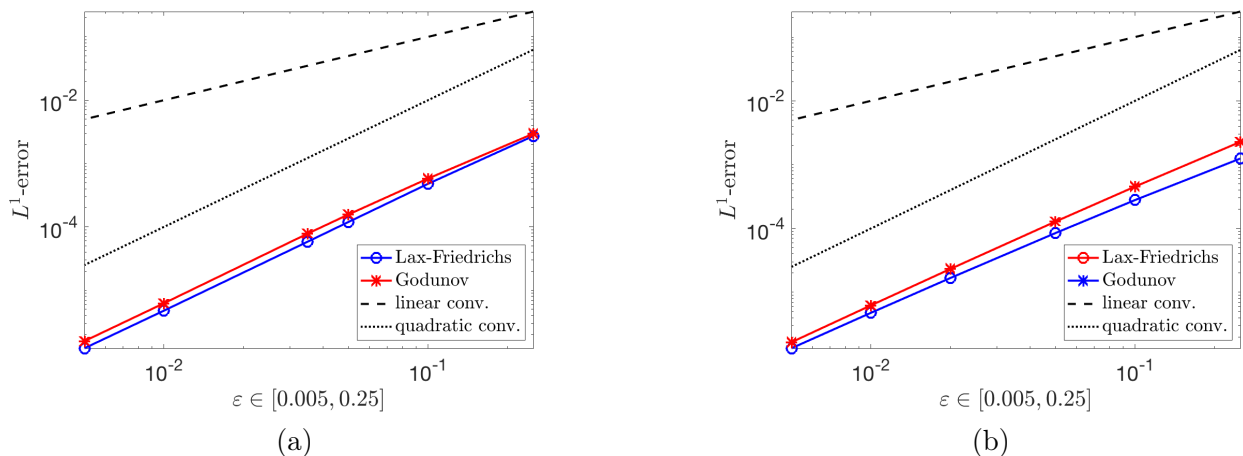 10^{-2}
10^{-4}
L^1-error
Lax-Friedrichs
Godunov
linear conv.
quadratic conv.
10^{-2}
10^{-1}
ε ∈ [0.005, 0.25]
(a)
10^{-2}
10^{-4}
L^1-error
Lax-Friedrichs
Godunov
linear conv.
quadratic conv.
10^{-2}
10^{-1}
ε ∈ [0.005, 0.25]
(b)